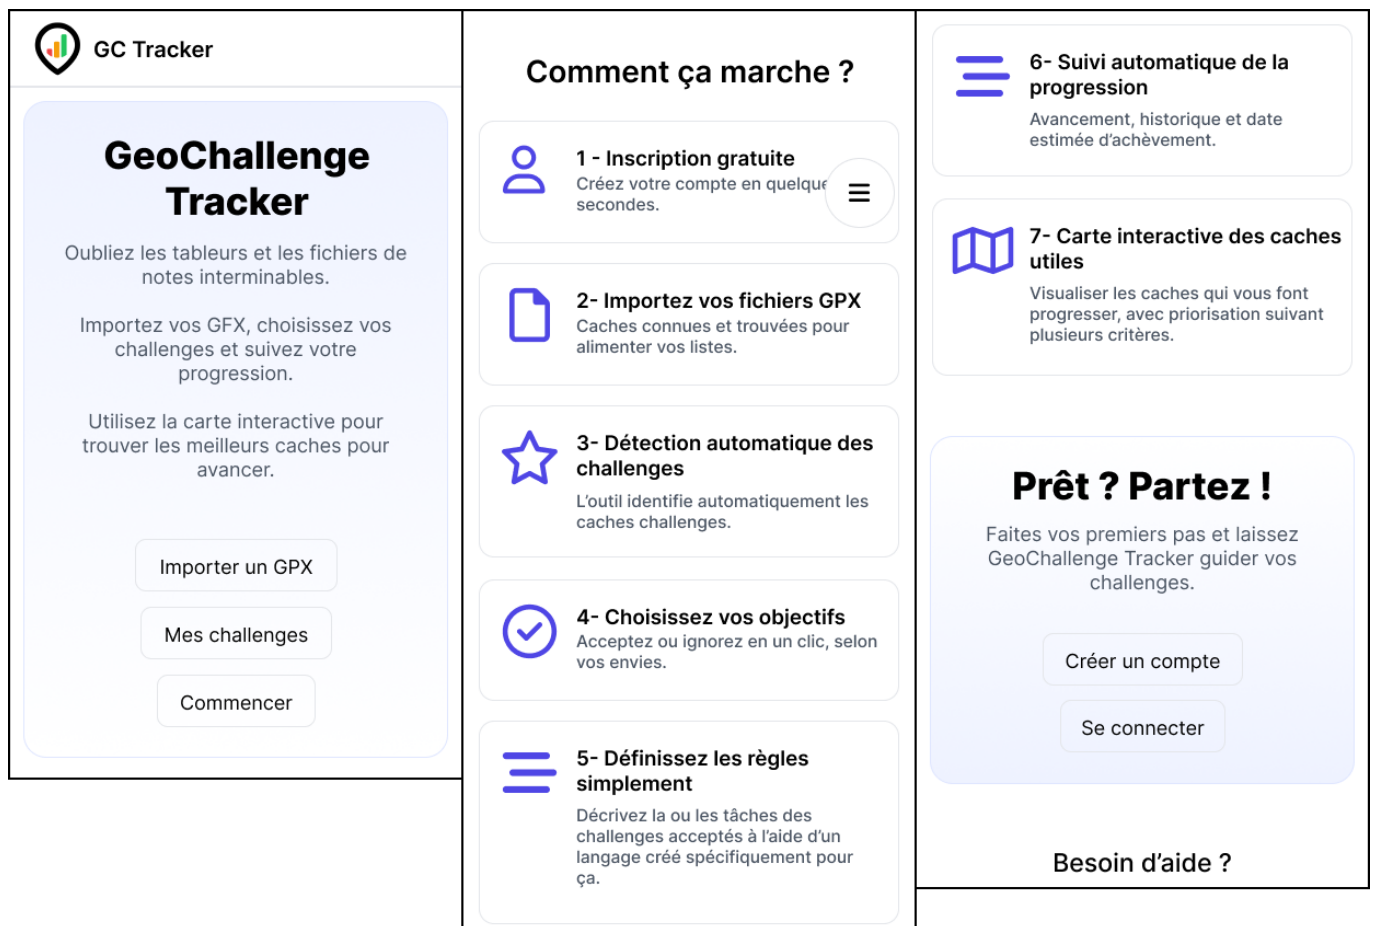 GC Tracker
GeoChallenge
Tracker
Oubliez les tableurs et les fichiers de
notes interminables.
Importez vos GFX, choisissez vos
challenges et suivez votre
progression.
Utilisez la carte interactive pour
trouver les meilleurs caches pour
avancer.
Importer un GPX
Mes challenges
Commencer
Comment ça marche ?
1 - Inscription gratuite
Créez votre compte en quelque
secondes.
2- Importez vos fichiers GPX
Caches connues et trouvées pour
alimenter vos listes.
3- Détection automatique des
challenges
L’outil identifie automatiquement les
caches challenges.
4- Choisissez vos objectifs
Acceptez ou ignorez en un clic, selon
vos envies.
5- Définissez les règles
simplement
Décrivez la ou les tâches des
challenges acceptés à l’aide d’un
langage créé spécifiquement pour
ça.
6- Suivi automatique de la
progression
Avancement, historique et date
estimée d’achèvement.
7- Carte interactive des caches
utiles
Visualiser les caches qui vous font
progresser, avec priorisation suivant
plusieurs critères.
Prêt ? Partez !
Faites vos premiers pas et laissez
GeoChallenge Tracker guider vos
challenges.
Créer un compte
Se connecter
Besoin d’aide ?